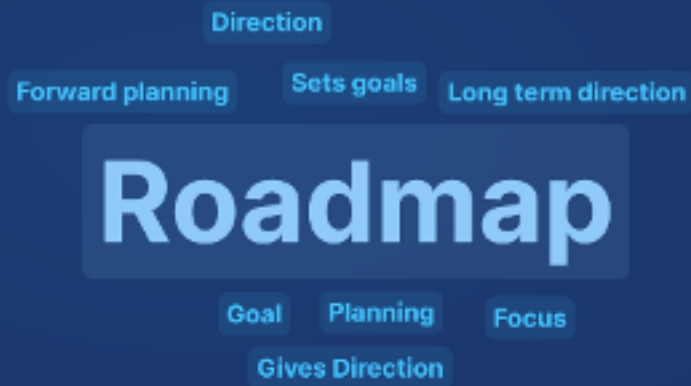 Direction
Forward planning
Sets goals
Long term direction
Roadmap
Goal
Planning
Focus
Gives Direction